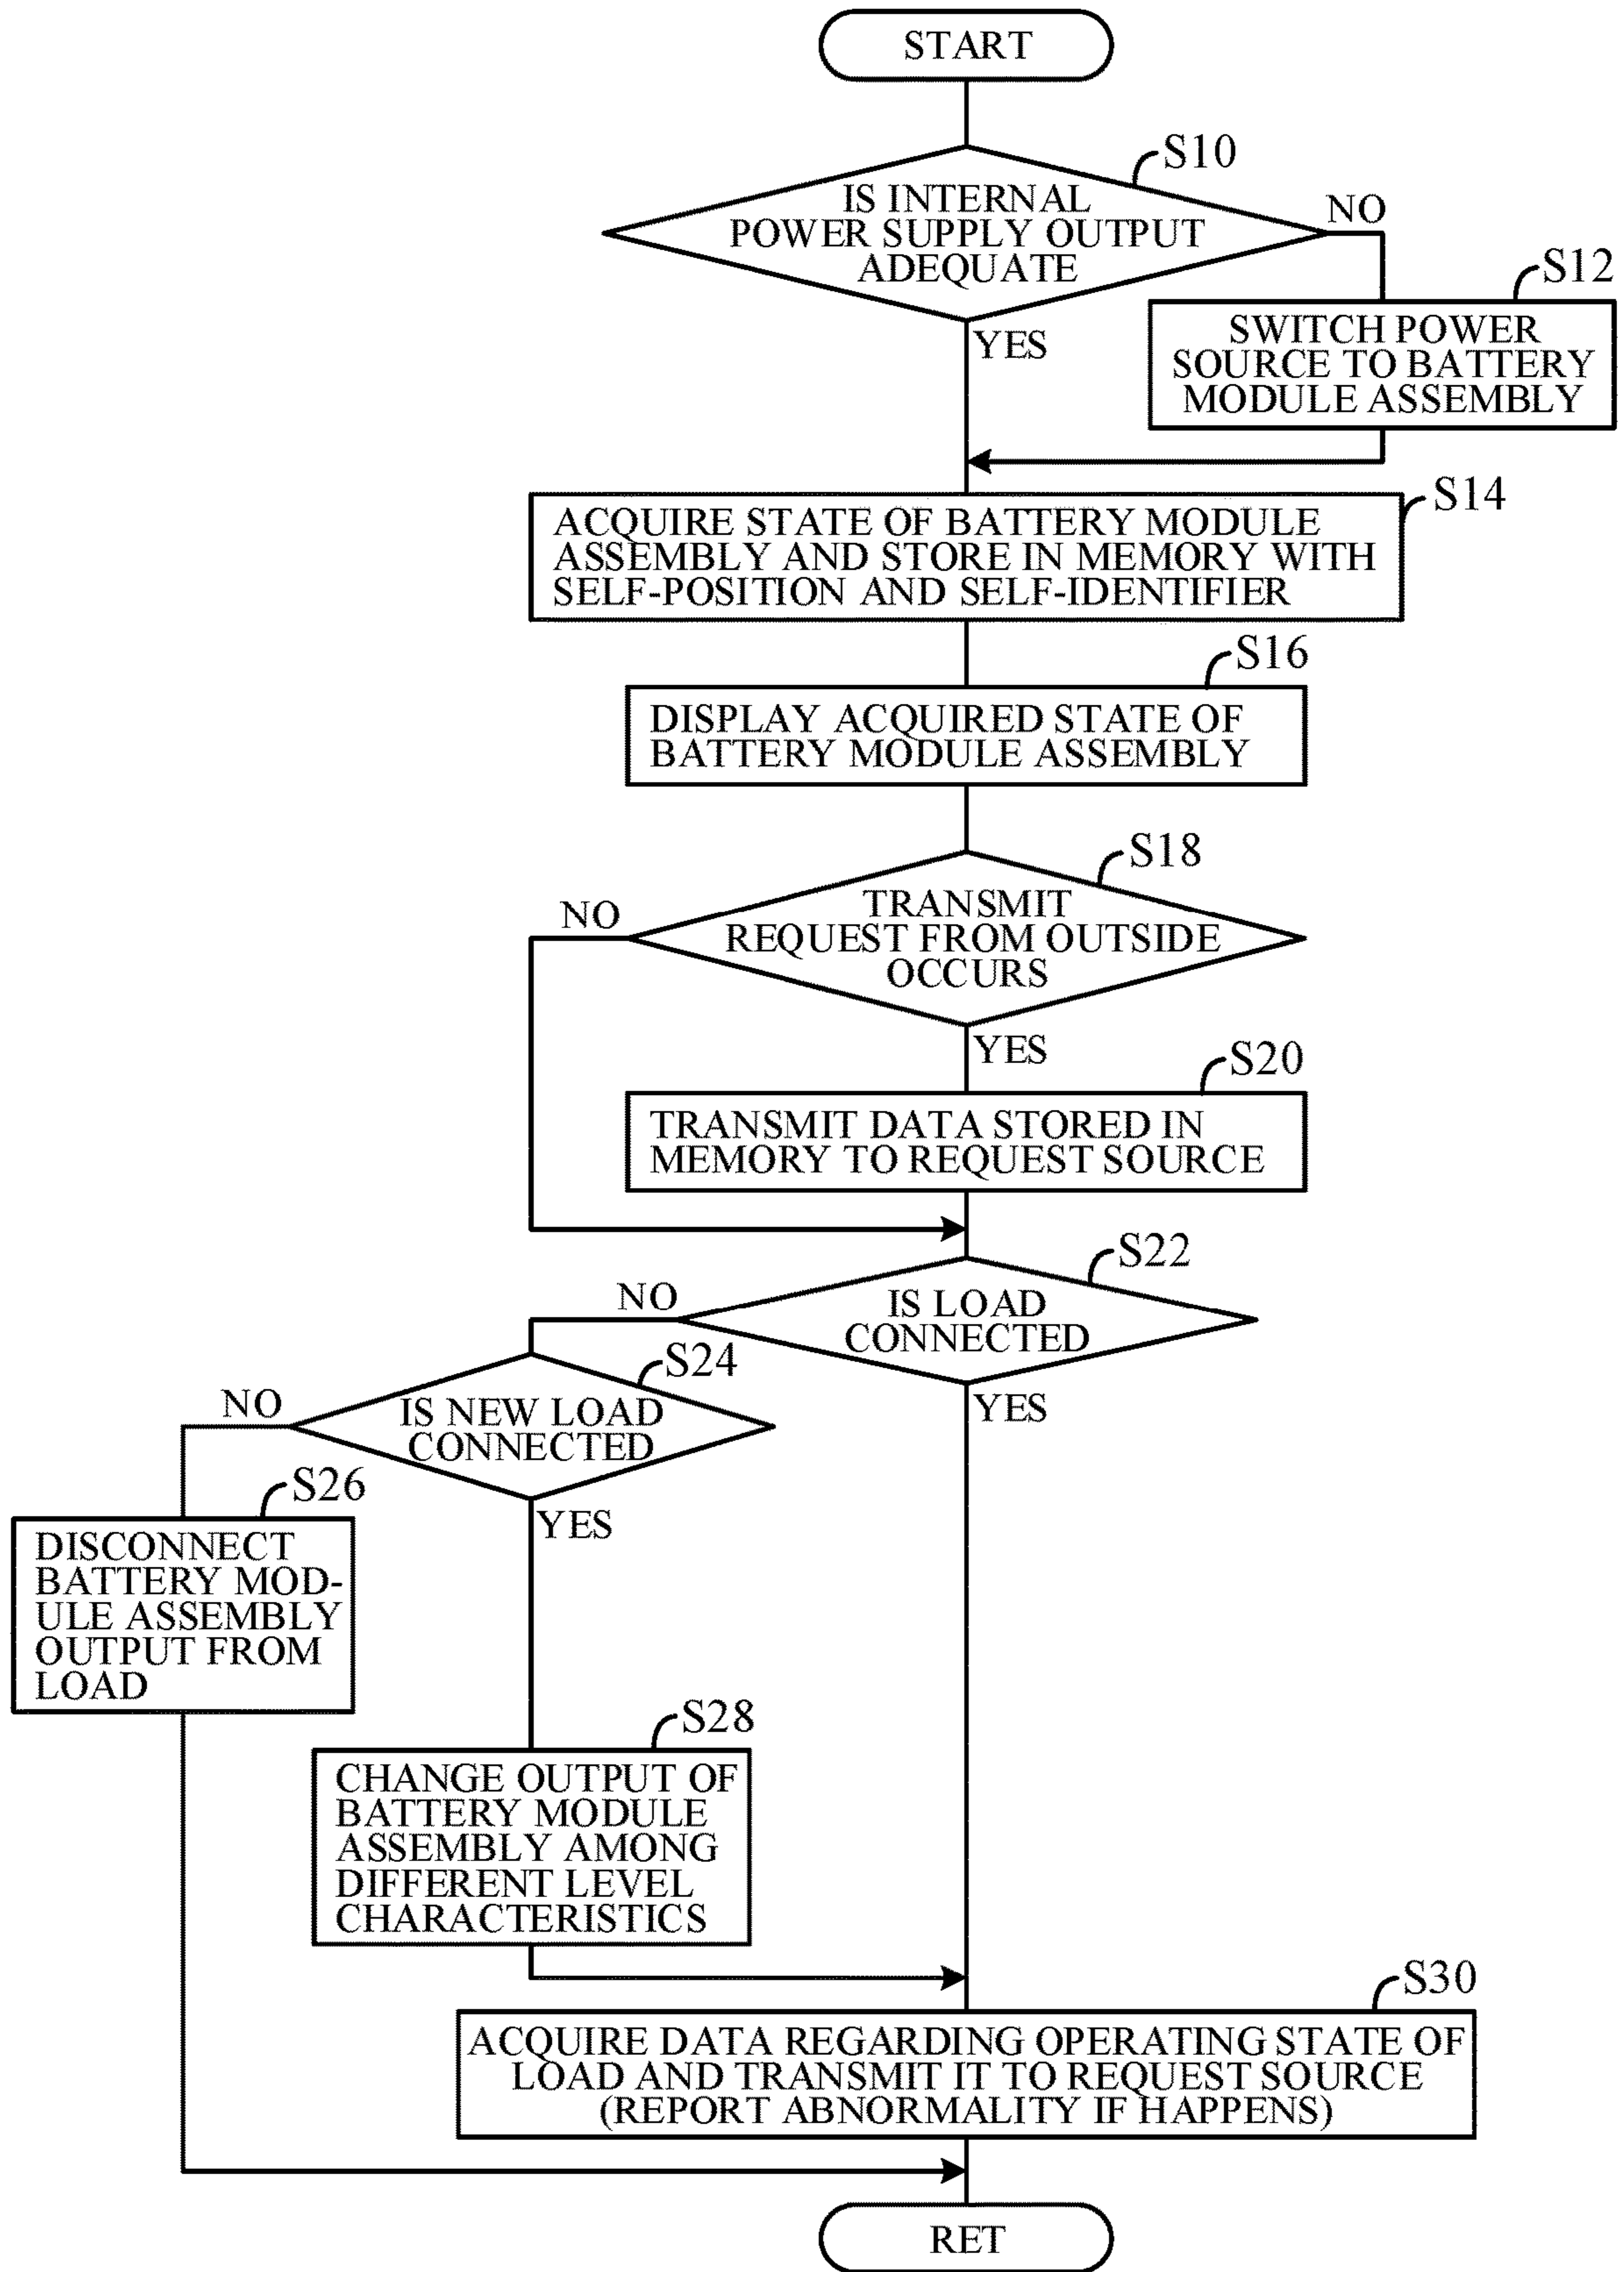 START
S10
IS INTERNAL
POWER SUPPLY OUTPUT
ADEQUATE
NO
YES
S12
SWITCH POWER
SOURCE TO BATTERY
MODULE ASSEMBLY
S14
ACQUIRE STATE OF BATTERY MODULE
ASSEMBLY AND STORE IN MEMORY WITH
SELF-POSITION AND SELF-IDENTIFIER
S16
DISPLAY ACQUIRED STATE OF
BATTERY MODULE ASSEMBLY
S18
TRANSMIT
REQUEST FROM OUTSIDE
OCCURS
NO
YES
S20
TRANSMIT DATA STORED IN
MEMORY TO REQUEST SOURCE
S22
IS LOAD
CONNECTED
NO
YES
S24
IS NEW LOAD
CONNECTED
NO
YES
S26
DISCONNECT
BATTERY MOD-
ULE ASSEMBLY
OUTPUT FROM
LOAD
S28
CHANGE OUTPUT OF
BATTERY MODULE
ASSEMBLY AMONG
DIFFERENT LEVEL
CHARACTERISTICS
S30
ACQUIRE DATA REGARDING OPERATING STATE OF
LOAD AND TRANSMIT IT TO REQUEST SOURCE
(REPORT ABNORMALITY IF HAPPENS)
RET